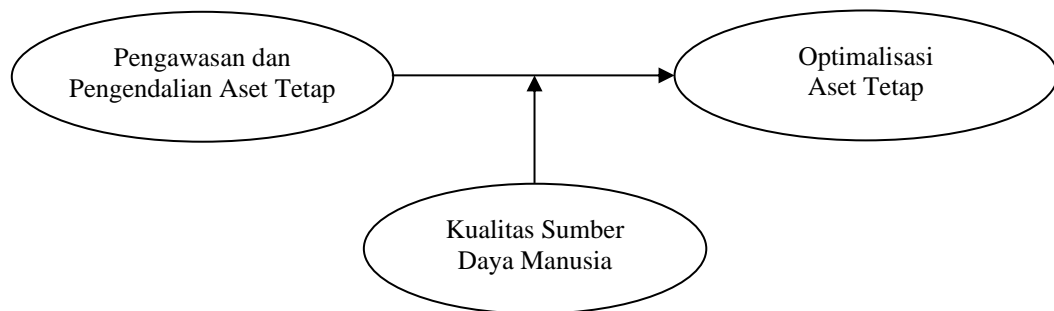 Pengawasan dan
Pengendalian Aset Tetap
Optimalisasi
Aset Tetap
Kualitas Sumber
Daya Manusia